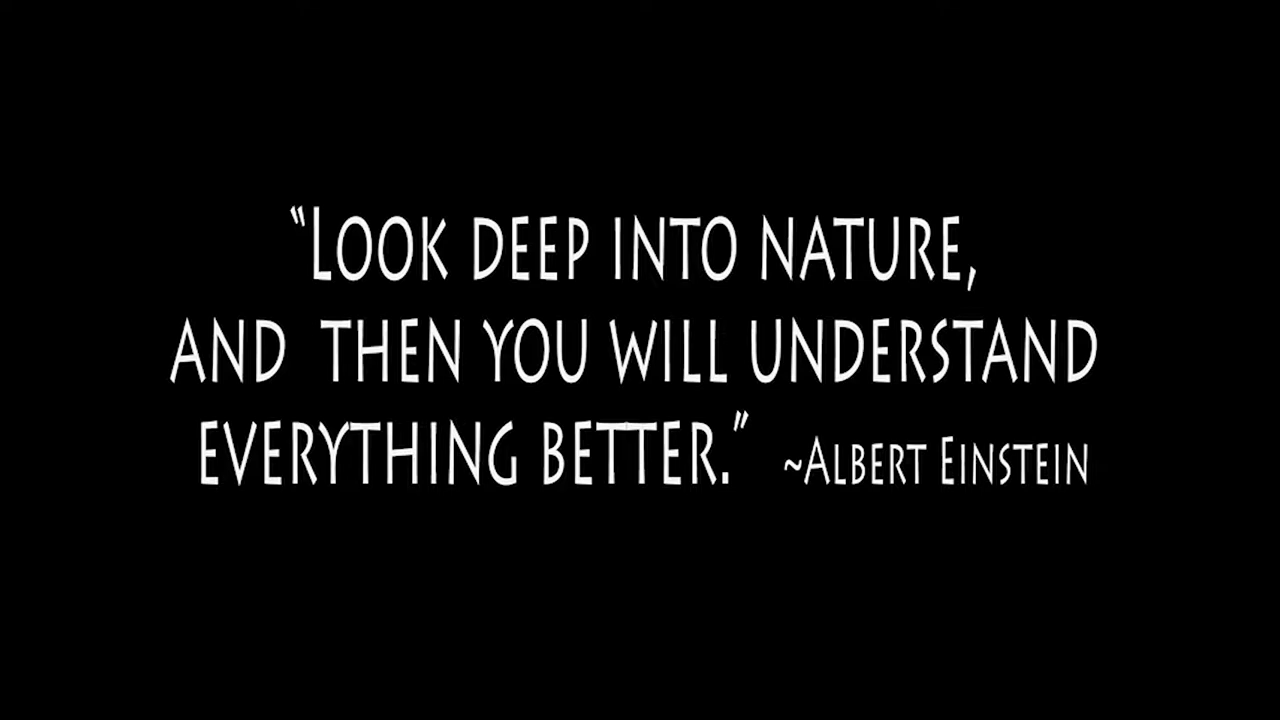 “Look deep into nature,
and then you will understand
everything better.” ~Albert Einstein